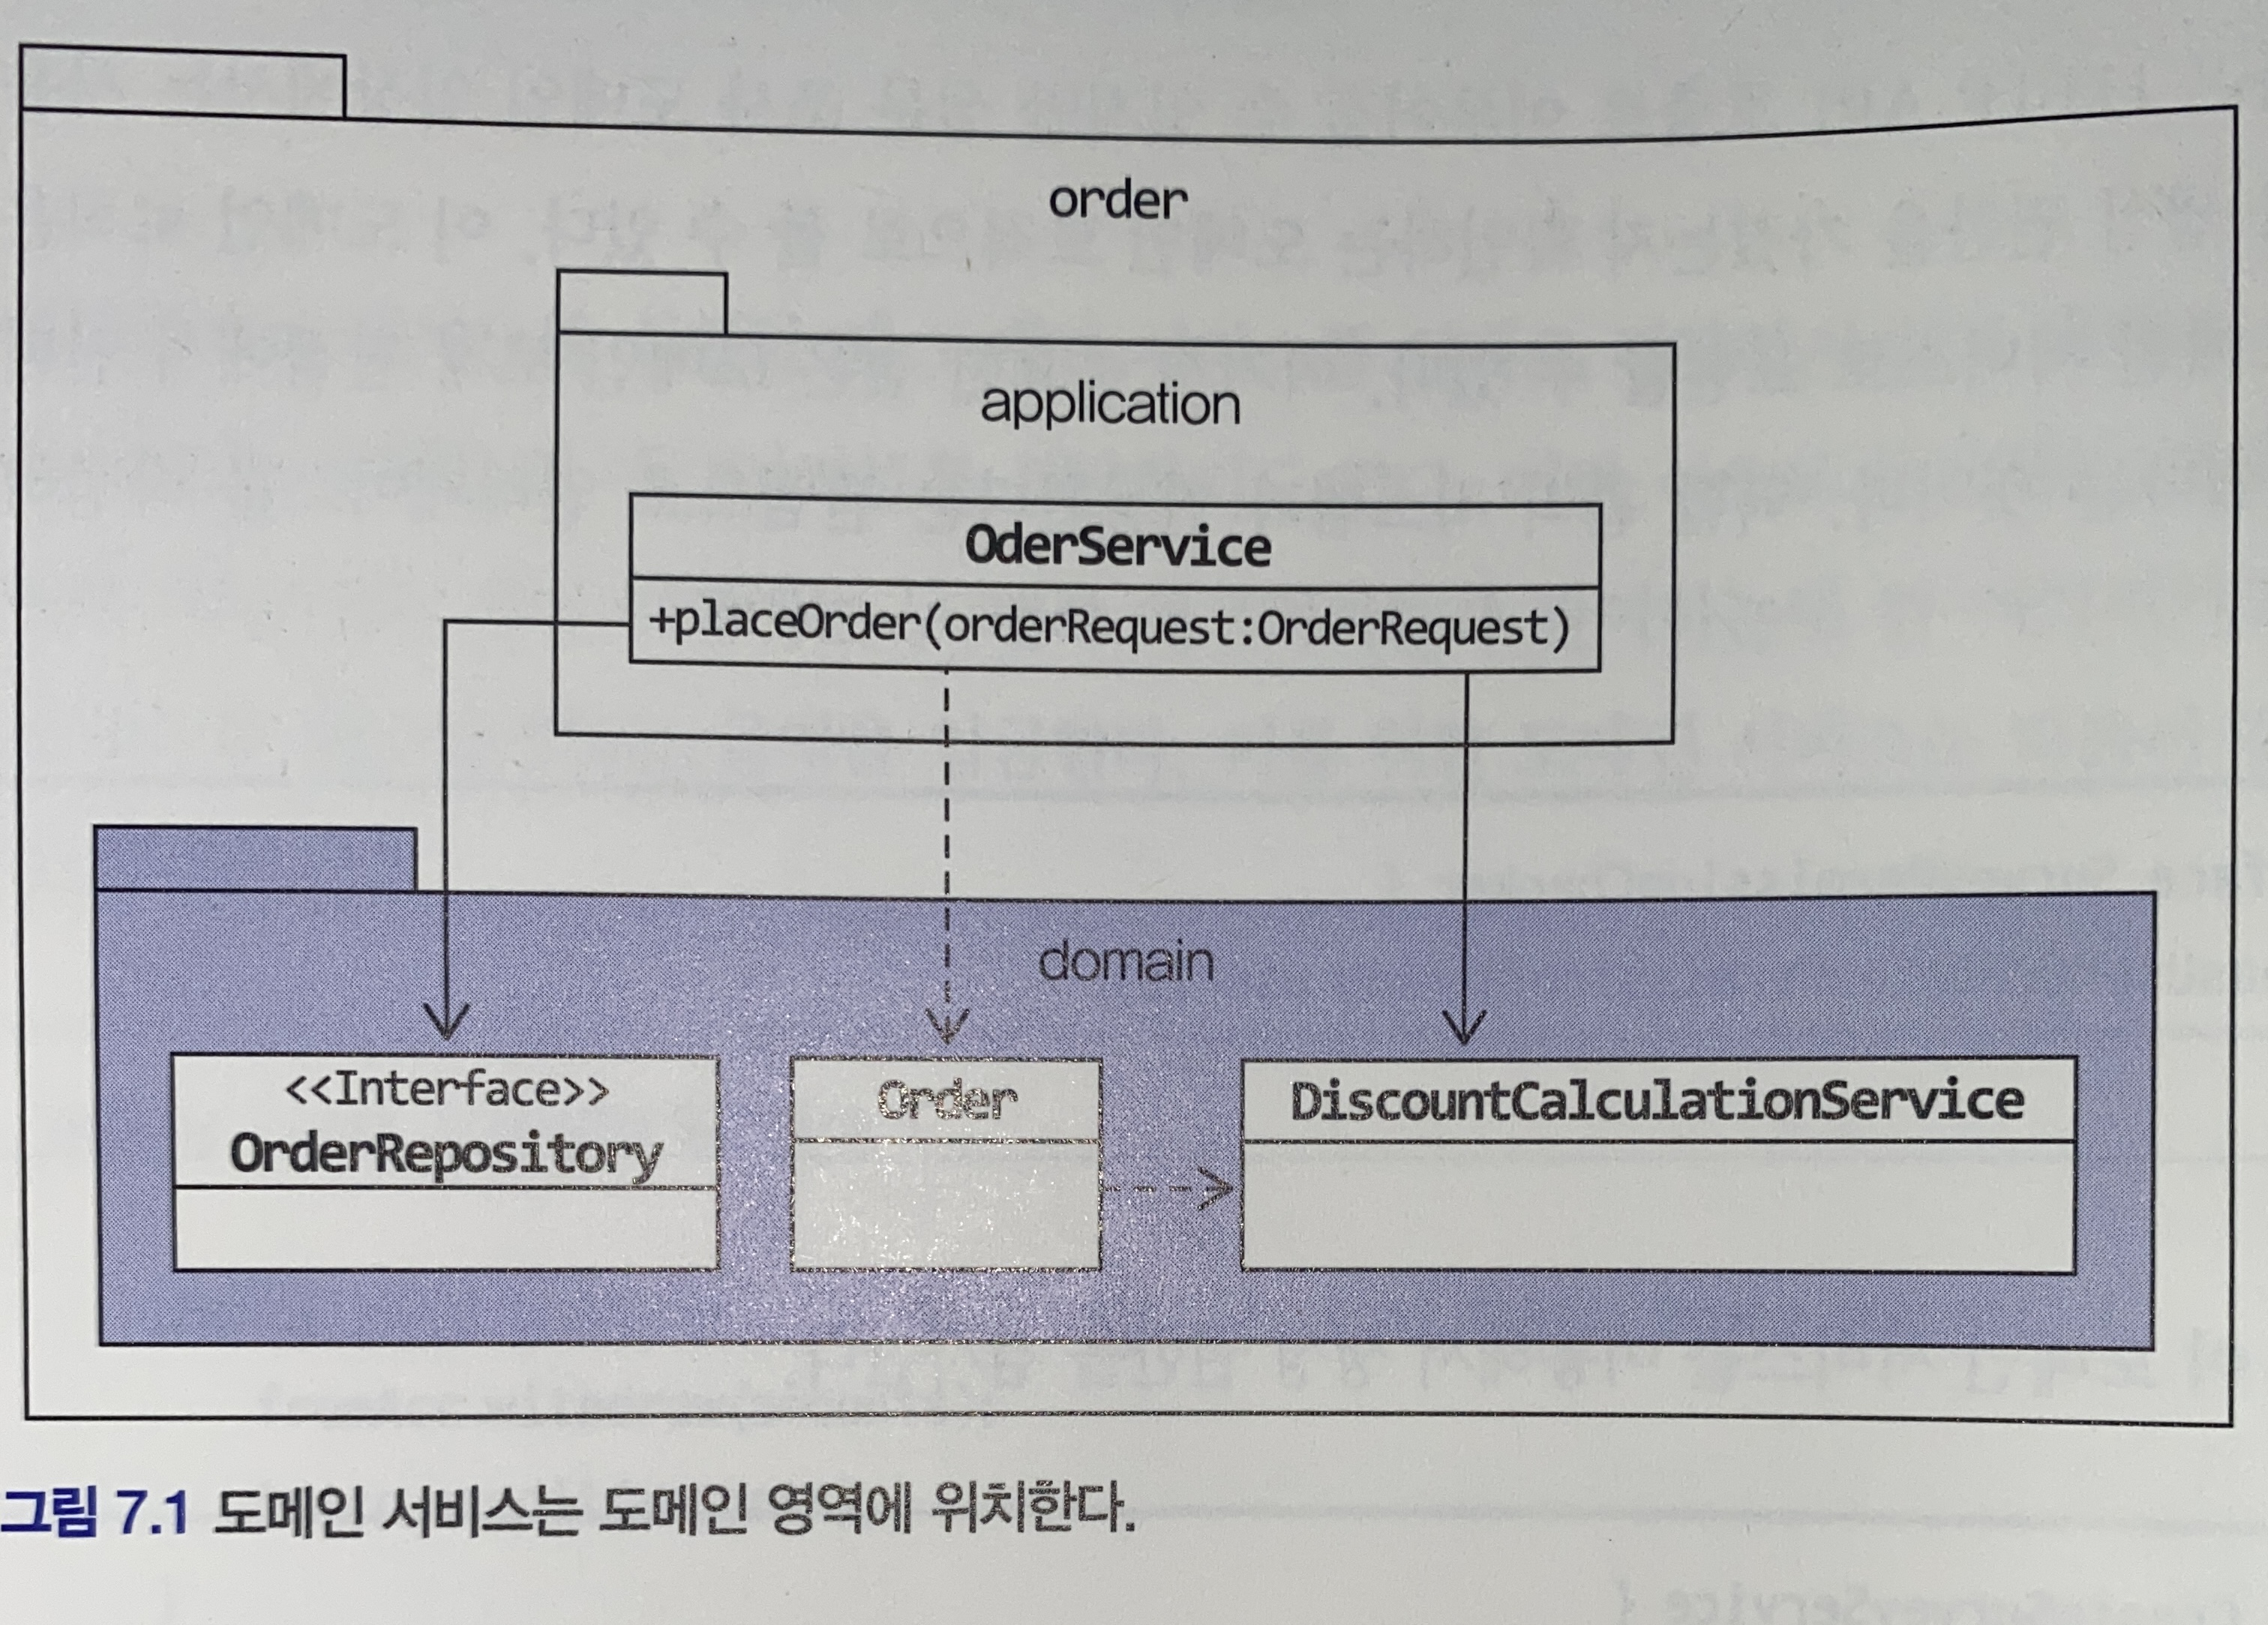 order
application
OderService
+placeOrder(orderRequest:OrderRequest)
domain
<<Interface>>
OrderRepository
Order
DiscountCalculationService
그림 7.1 도메인 서비스는 도메인 영역에 위치한다.